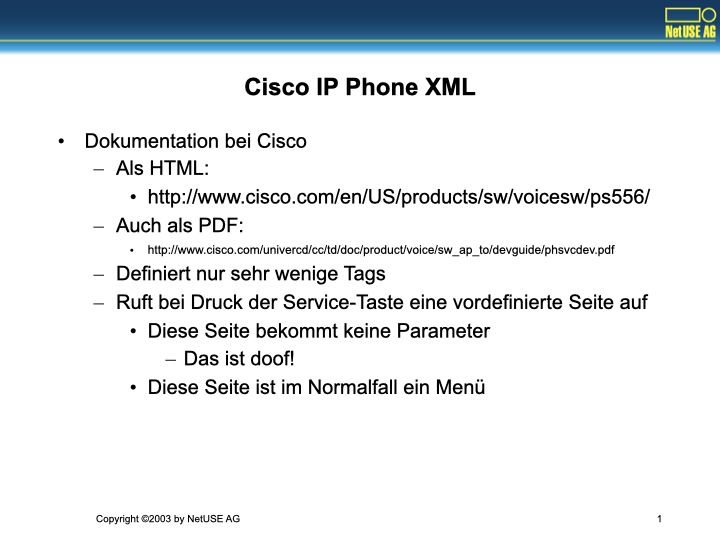 NetUSE AG
Cisco IP Phone XML
• Dokumentation bei Cisco
– Als HTML:
• http://www.cisco.com/en/US/products/sw/voicesw/ps556/
– Auch als PDF:
• http://www.cisco.com/univercd/cc/td/doc/product/voice/sw_ap_to/devguide/phsvcdev.pdf
– Definiert nur sehr wenige Tags
– Ruft bei Druck der Service-Taste eine vordefinierte Seite auf
• Diese Seite bekommt keine Parameter
– Das ist doof!
• Diese Seite ist im Normalfall ein Menü
Copyright ©2003 by NetUSE AG 1